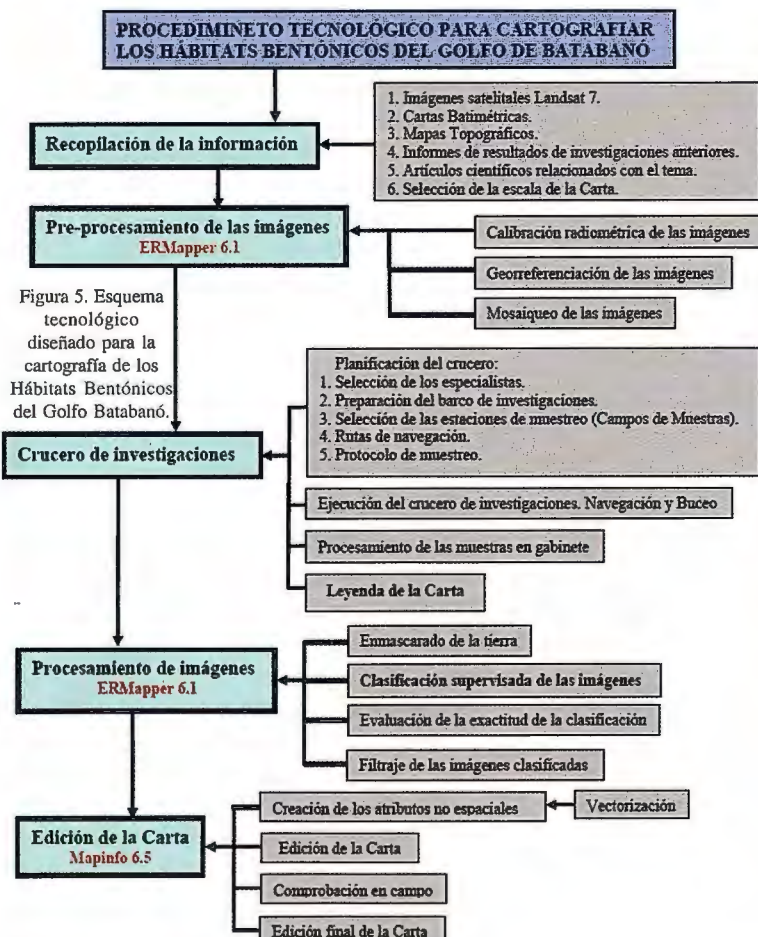 PROCEDIMINETO TECNOLÓGICO PARA CARTOGRAFIAR
LOS HÁBITATS BENTÓNICOS DEL GOLFO DE BATABANÓ
Recopilación de la información
1. Imágenes satelitales Landsat 7.
2. Cartas Batimétricas.
3. Mapas Topográficos.
4. Informes de resultados de investigaciones anteriores.
5. Artículos científicos relacionados con el tema.
6. Selección de la escala de la Carta.
Pre-procesamiento de las imágenes
ERMapper 6.1
Calibración radiométrica de las imágenes
Georreferenciación de las imágenes
Mosaiqueo de las imágenes
Figura 5. Esquema
tecnológico
diseñado para la
cartografía de los
Hábitats Bentónicos
del Golfo Batabanó.
Crucero de investigaciones
Planificación del crucero:
1. Selección de los especialistas.
2. Preparación del barco de investigaciones.
3. Selección de las estaciones de muestreo (Campos de Muestras).
4. Rutas de navegación.
5. Protocolo de muestreo.
Ejecución del crucero de investigaciones. Navegación y Buceo
Procesamiento de las muestras en gabinete
Leyenda de la Carta
Procesamiento de imágenes
ERMapper 6.1
Enmascarado de la tierra
Clasificación supervisada de las imágenes
Evaluación de la exactitud de la clasificación
Filtraje de las imágenes clasificadas
Edición de la Carta
Mapinfo 6.5
Creación de los atributos no espaciales
Vectorización
Edición de la Carta
Comprobación en campo
Edición final de la Carta